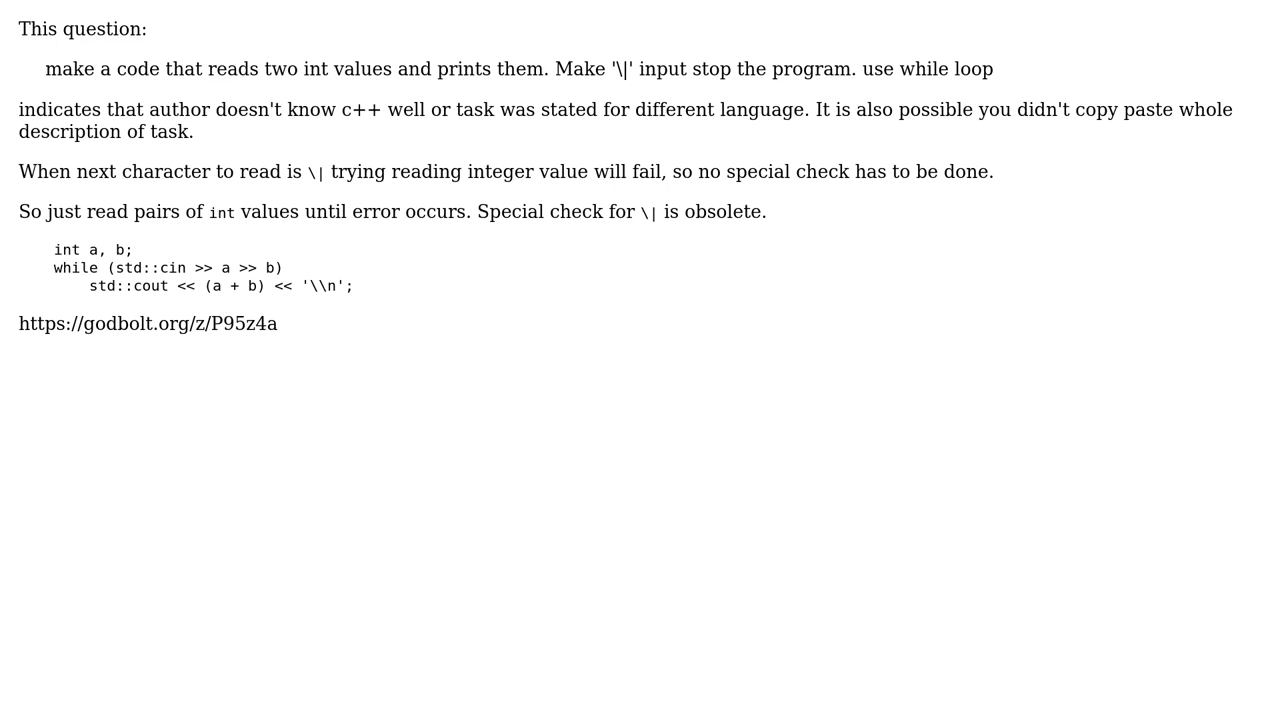 This question:
make a code that reads two int values and prints them. Make '\|' input stop the program. use while loop
indicates that author doesn't know c++ well or task was stated for different language. It is also possible you didn't copy paste whole
description of task.
When next character to read is \| trying reading integer value will fail, so no special check has to be done.
So just read pairs of int values until error occurs. Special check for \| is obsolete.
    int a, b;
    while (std::cin >> a >> b)
        std::cout << (a + b) << '\\n';
https://godbolt.org/z/P95z4a